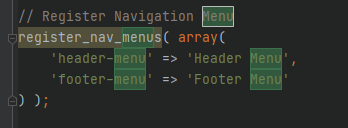 // Register Navigation Menu
register_nav_menus( array(
'header-menu' => 'Header Menu',
'footer-menu' => 'Footer Menu'
) );